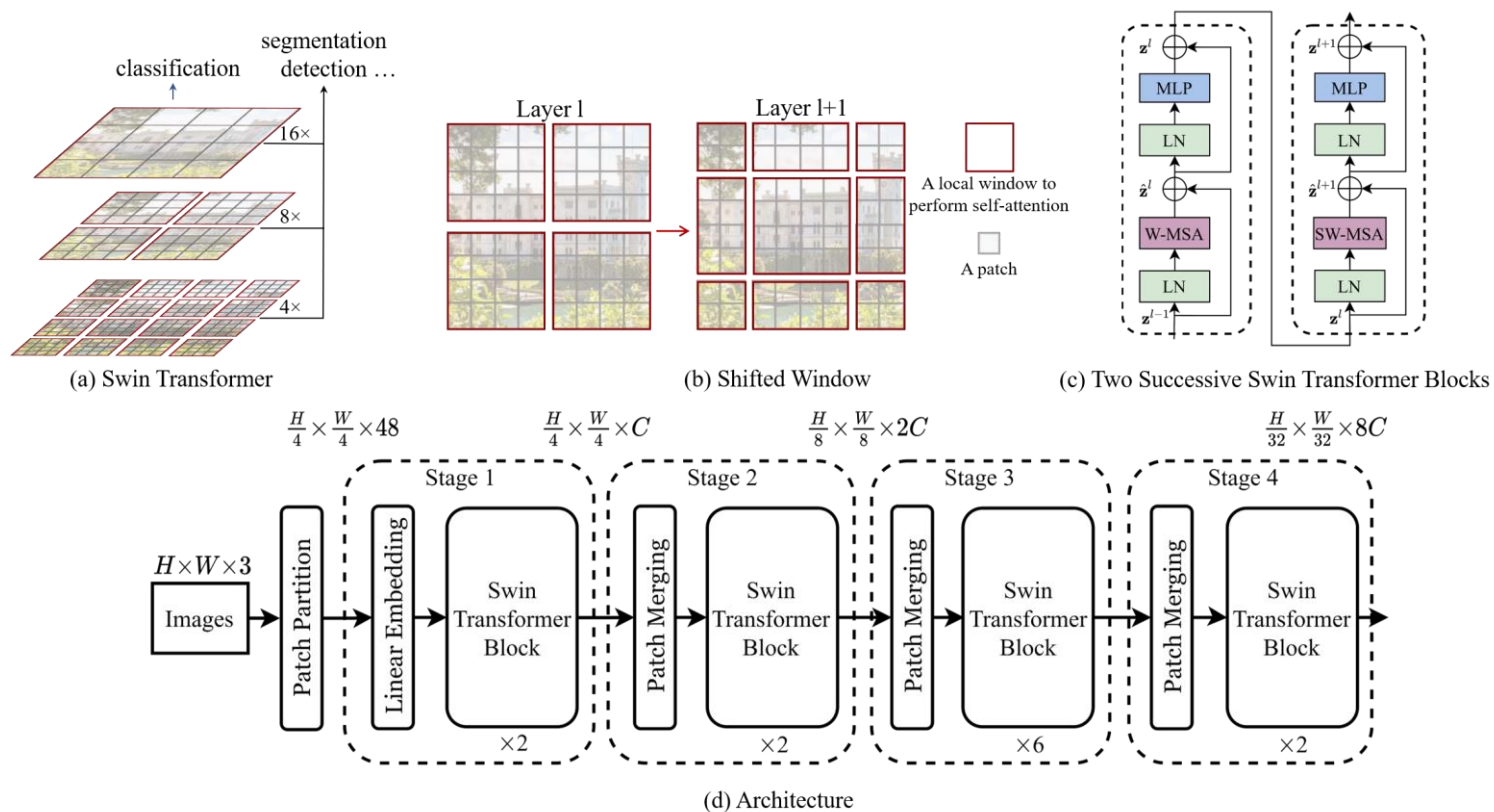 segmentation
detection ...
classification
16×
8×
4×
(a) Swin Transformer
Layer l
Layer l+1
A local window to
perform self-attention
A patch
(b) Shifted Window
z^l
MLP
LN
ẑ^l
W-MSA
LN
z^{l-1}
z^{l+1}
MLP
LN
ẑ^{l+1}
SW-MSA
LN
z^l
(c) Two Successive Swin Transformer Blocks
H/4 × W/4 × 48
H/4 × W/4 × C
H/8 × W/8 × 2C
H/32 × W/32 × 8C
H×W×3
Images
Patch Partition
Stage 1
Linear Embedding
Swin
Transformer
Block
×2
Stage 2
Patch Merging
Swin
Transformer
Block
×2
Stage 3
Patch Merging
Swin
Transformer
Block
×6
Stage 4
Patch Merging
Swin
Transformer
Block
×2
(d) Architecture